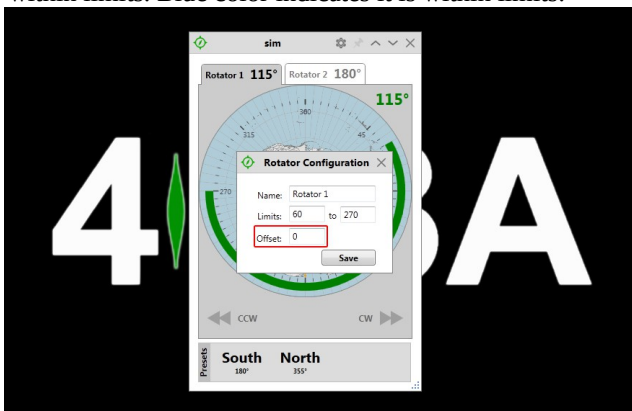 within limits. Blue color indicates it is within limits.
sim
Rotator 1 115° Rotator 2 180°
115°
360
315
45
270
Rotator Configuration
Name: Rotator 1
Limits: 60 to 270
Offset: 0
Save
CCW
CW
Presets
South North
180° 355°
4
A